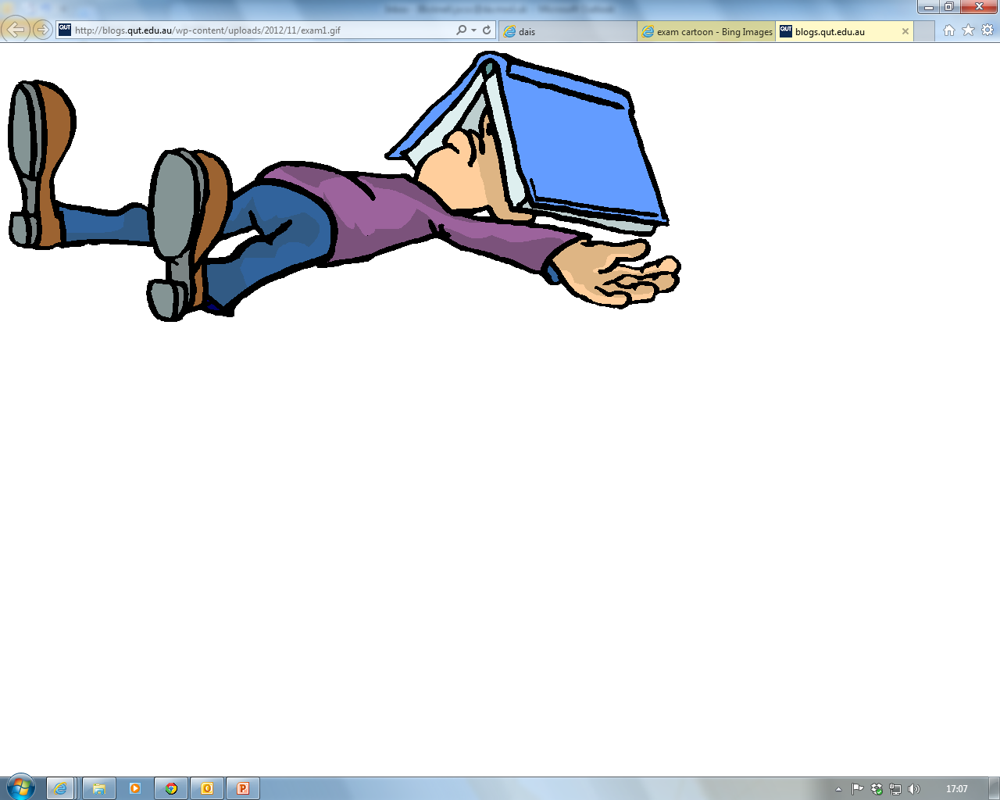 http://blogs.qut.edu.au/wp-content/uploads/2012/11/exam1.gif
dais
exam cartoon - Bing Images
QUT blogs.qut.edu.au
17:07